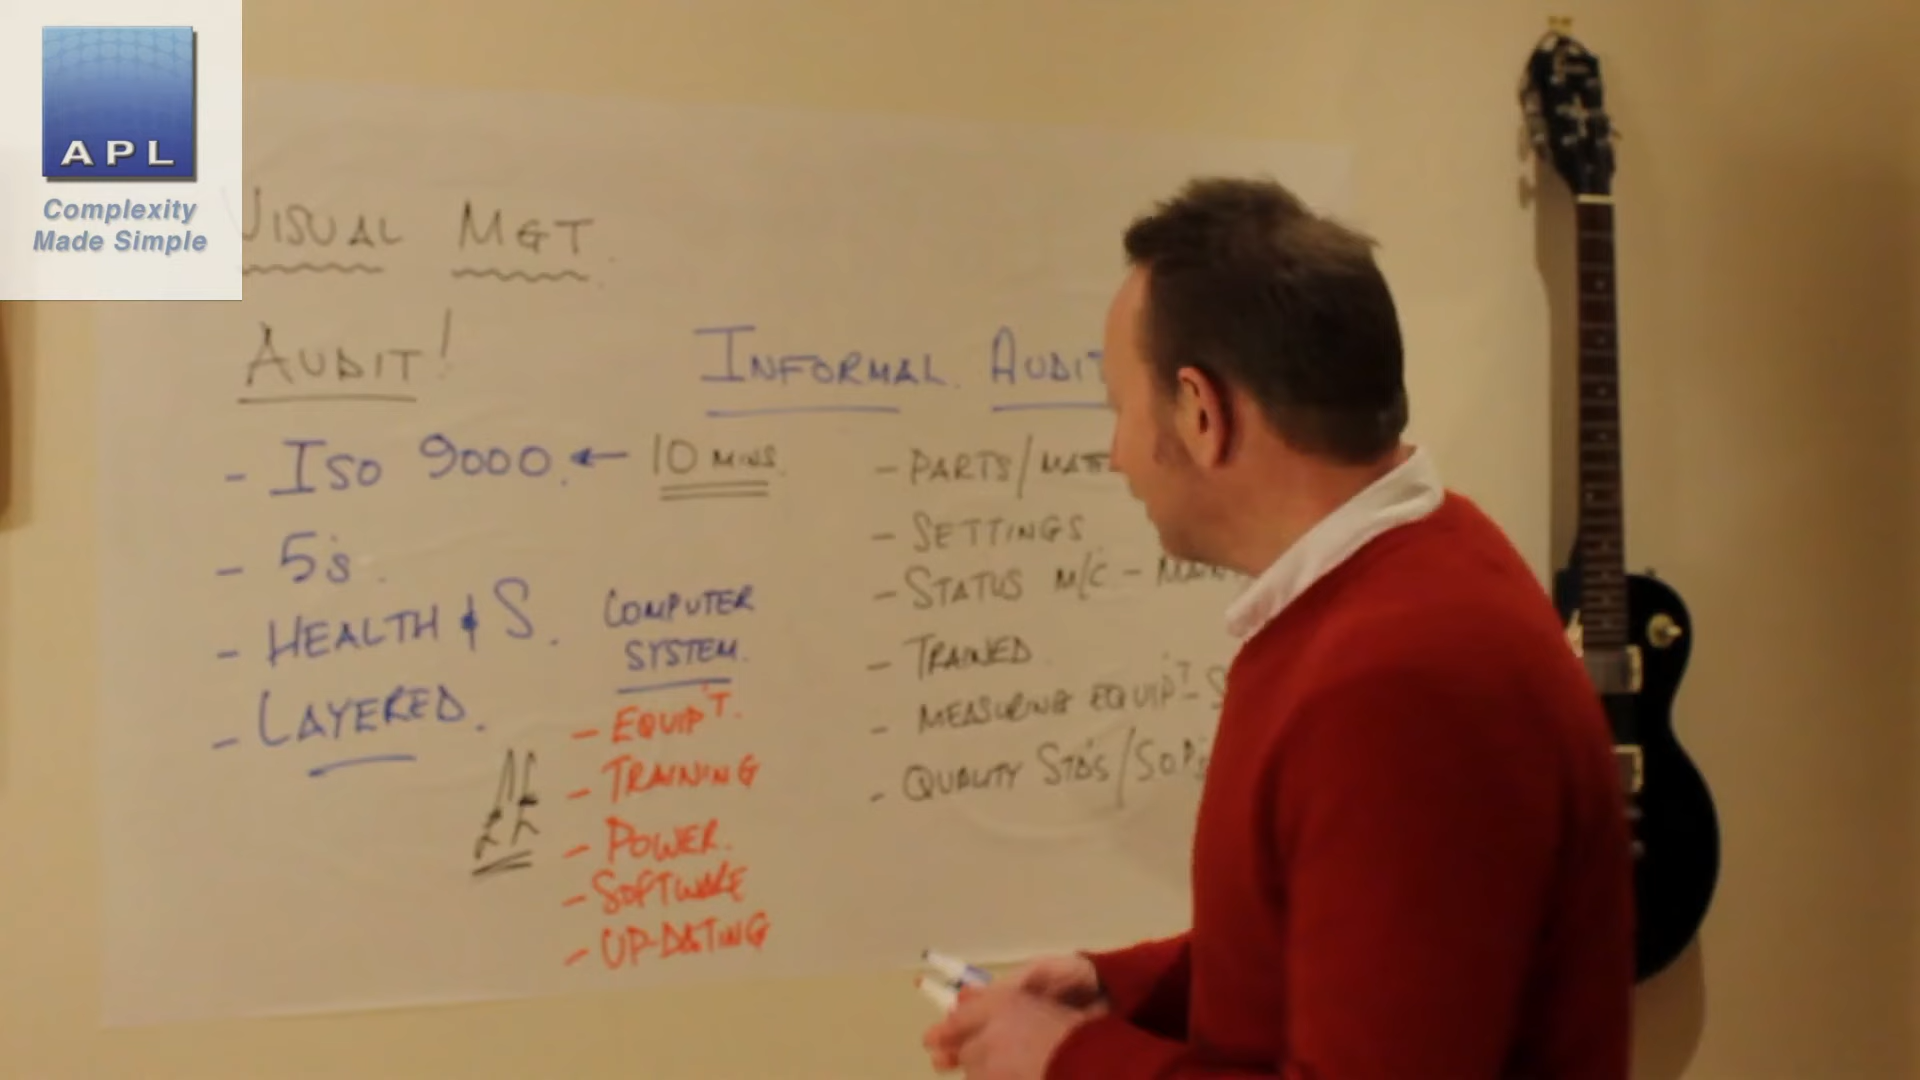 APL
Complexity
Made Simple
VISUAL MGT.
AUDIT!
- ISO 9000. ← 10 MINS.
- 5s.
- HEALTH & S.
- LAYERED.
COMPUTER
SYSTEM.
- EQUIP'T.
- TRAINING
- POWER.
- SOFTWARE
- UP-DATING
££
INFORMAL AUDIT
- PARTS/
- SETTINGS
- STATUS M/C -
- TRAINED
- MEASURING EQUIP'T - S
- QUALITY STD'S/S.O.P's